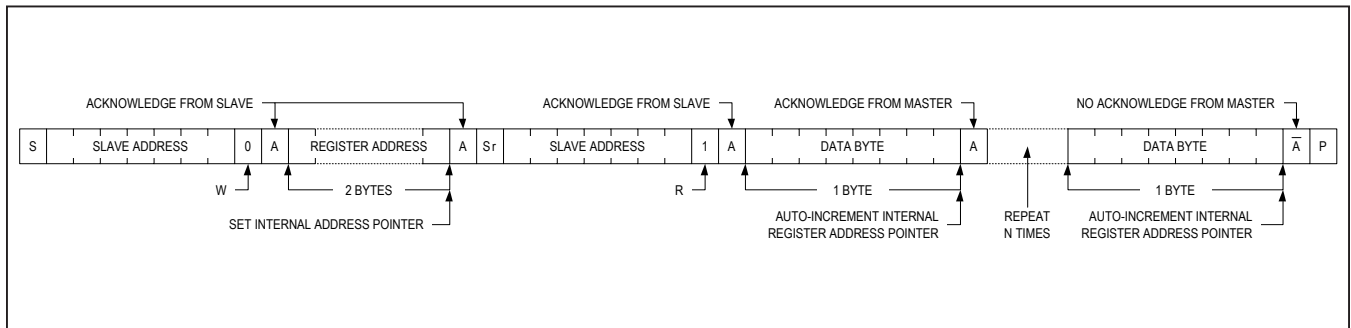 ACKNOWLEDGE FROM SLAVE
ACKNOWLEDGE FROM SLAVE
ACKNOWLEDGE FROM MASTER
NO ACKNOWLEDGE FROM MASTER
S SLAVE ADDRESS 0 A REGISTER ADDRESS A Sr SLAVE ADDRESS 1 A DATA BYTE A DATA BYTE A̅ P
W
2 BYTES
R
1 BYTE
1 BYTE
SET INTERNAL ADDRESS POINTER
AUTO-INCREMENT INTERNAL
REGISTER ADDRESS POINTER
REPEAT
N TIMES
AUTO-INCREMENT INTERNAL
REGISTER ADDRESS POINTER